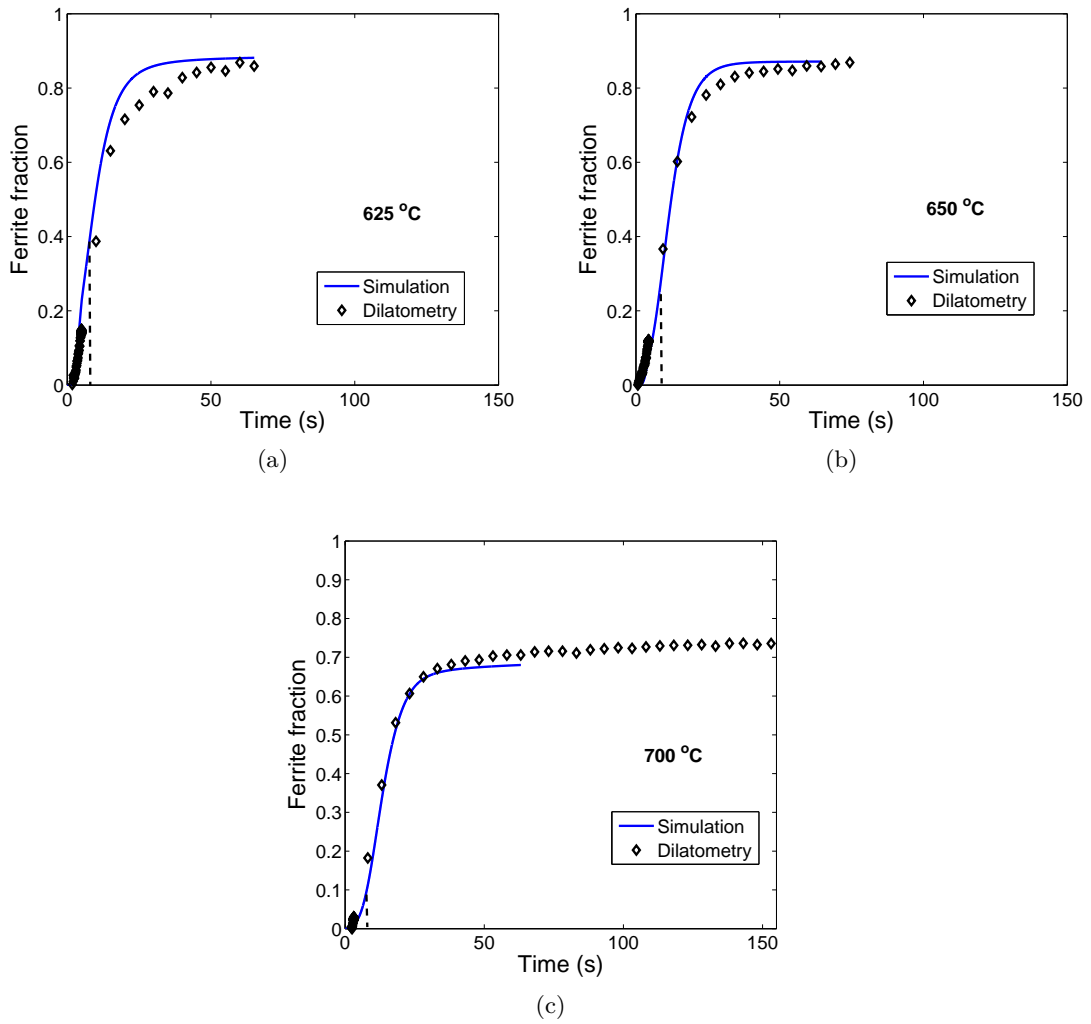 1
0.8
0.6
0.4
0.2
0
Ferrite fraction
625 °C
Simulation
Dilatometry
0 50 100 150
Time (s)
(a)
1
0.8
0.6
0.4
0.2
0
Ferrite fraction
650 °C
Simulation
Dilatometry
0 50 100 150
Time (s)
(b)
1
0.9
0.8
0.7
0.6
0.5
0.4
0.3
0.2
0.1
0
Ferrite fraction
700 °C
Simulation
Dilatometry
0 50 100 150
Time (s)
(c)